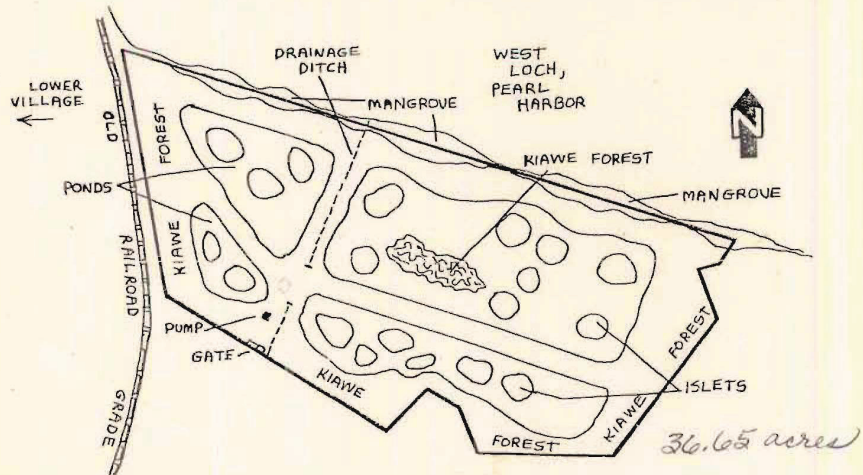 DRAINAGE
DITCH
WEST
LOCH,
PEARL
HARBOR
LOWER
VILLAGE
MANGROVE
N
OLD
RAILROAD
GRADE
KIAWE FOREST
MANGROVE
PONDS
KIAWE
FOREST
PUMP
GATE
KIAWE
FOREST
KIAWE
FOREST
ISLETS
36.65 acres